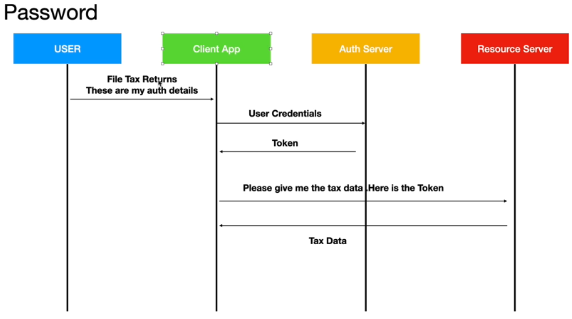 Password
USER
Client App
Auth Server
Resource Server
File Tax Returns
These are my auth details
User Credentials
Token
Please give me the tax data .Here is the Token
Tax Data